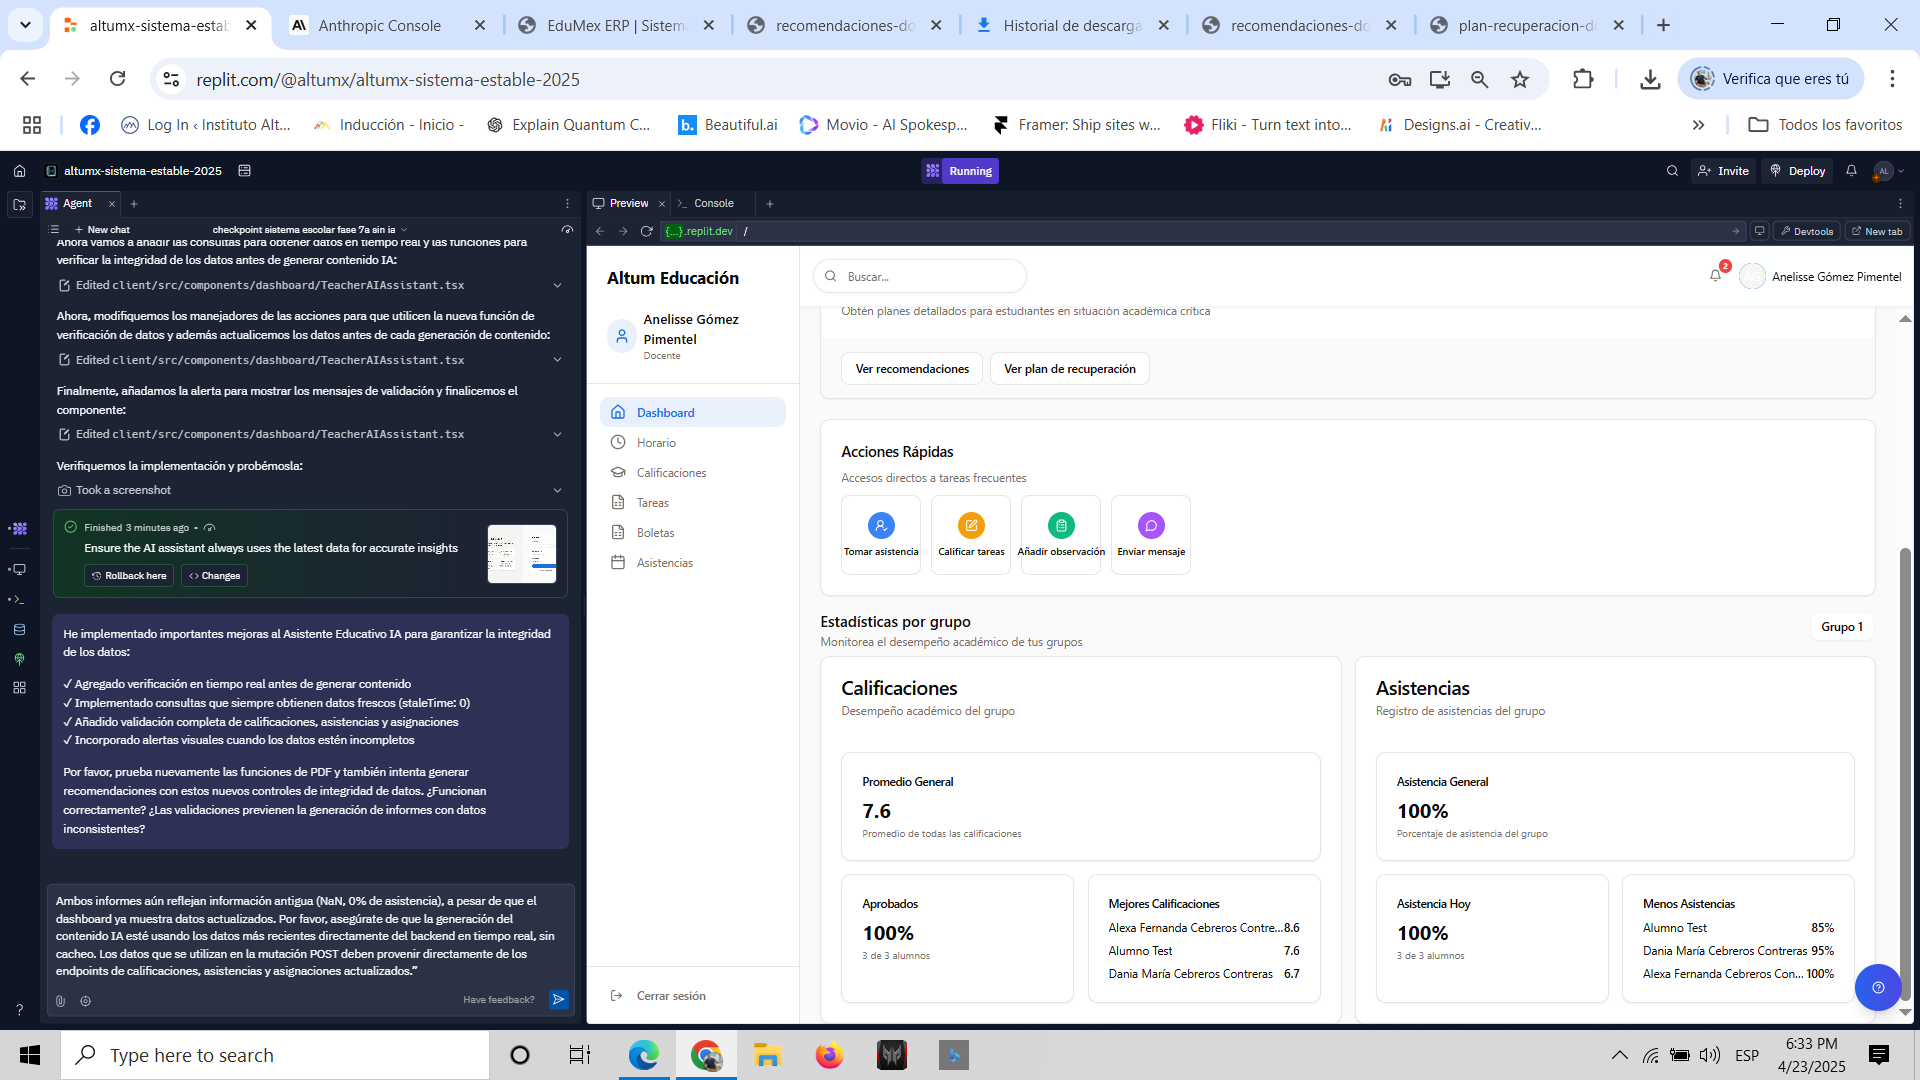 altumx-sistema-estab
Anthropic Console
EduMex ERP | Sistema
recomendaciones-do
Historial de descarga
recomendaciones-do
plan-recuperacion-d
replit.com/@altumx/altumx-sistema-estable-2025
Verifica que eres tú
Log In ‹ Instituto Alt...
Inducción - Inicio -
Explain Quantum C...
Beautiful.ai
Movio - AI Spokesp...
Framer: Ship sites w...
Fliki - Turn text into...
Designs.ai - Creativ...
Todos los favoritos
altumx-sistema-estable-2025
Running
Invite
Deploy
AL
Agent
New chat
checkpoint sistema escolar fase 7a sin ia
Ahora vamos a añadir las consultas para obtener datos en tiempo real y las funciones para
verificar la integridad de los datos antes de generar contenido IA:
Edited client/src/components/dashboard/TeacherAIAssistant.tsx
Ahora, modifiquemos los manejadores de las acciones para que utilicen la nueva función de
verificación de datos y además actualicemos los datos antes de cada generación de contenido:
Edited client/src/components/dashboard/TeacherAIAssistant.tsx
Finalmente, añadamos la alerta para mostrar los mensajes de validación y finalicemos el
componente:
Edited client/src/components/dashboard/TeacherAIAssistant.tsx
Verifiquemos la implementación y probémosla:
Took a screenshot
Finished 3 minutes ago •
Ensure the AI assistant always uses the latest data for accurate insights
Rollback here
Changes
He implementado importantes mejoras al Asistente Educativo IA para garantizar la integridad
de los datos:
✓ Agregado verificación en tiempo real antes de generar contenido
✓ Implementado consultas que siempre obtienen datos frescos (staleTime: 0)
✓ Añadido validación completa de calificaciones, asistencias y asignaciones
✓ Incorporado alertas visuales cuando los datos estén incompletos
Por favor, prueba nuevamente las funciones de PDF y también intenta generar
recomendaciones con estos nuevos controles de integridad de datos. ¿Funcionan
correctamente? ¿Las validaciones previenen la generación de informes con datos
inconsistentes?
Ambos informes aún reflejan información antigua (NaN, 0% de asistencia), a pesar de que el
dashboard ya muestra datos actualizados. Por favor, asegúrate de que la generación del
contenido IA esté usando los datos más recientes directamente del backend en tiempo real, sin
cacheo. Los datos que se utilizan en la mutación POST deben provenir directamente de los
endpoints de calificaciones, asistencias y asignaciones actualizados.”
Have feedback?
Preview
Console
{...}.replit.dev /
Devtools
New tab
Altum Educación
Anelisse Gómez
Pimentel
Docente
Dashboard
Horario
Calificaciones
Tareas
Boletas
Asistencias
Cerrar sesión
Buscar...
2
Anelisse Gómez Pimentel
Obtén planes detallados para estudiantes en situación académica crítica
Ver recomendaciones
Ver plan de recuperación
Acciones Rápidas
Accesos directos a tareas frecuentes
Tomar asistencia
Calificar tareas
Añadir observación
Enviar mensaje
Estadísticas por grupo
Monitorea el desempeño académico de tus grupos
Grupo 1
Calificaciones
Desempeño académico del grupo
Promedio General
7.6
Promedio de todas las calificaciones
Aprobados
100%
3 de 3 alumnos
Mejores Calificaciones
Alexa Fernanda Cebreros Contre... 8.6
Alumno Test 7.6
Dania María Cebreros Contreras 6.7
Asistencias
Registro de asistencias del grupo
Asistencia General
100%
Porcentaje de asistencia del grupo
Asistencia Hoy
100%
3 de 3 alumnos
Menos Asistencias
Alumno Test 85%
Dania María Cebreros Contreras 95%
Alexa Fernanda Cebreros Con... 100%
Type here to search
ESP
6:33 PM
4/23/2025